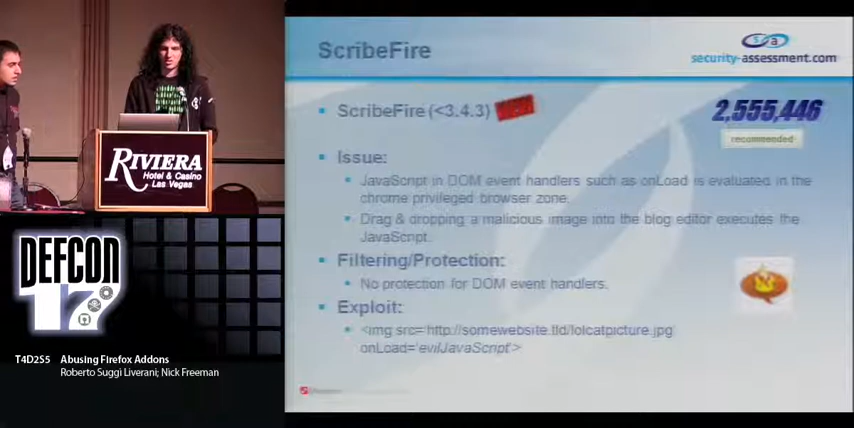 ScribeFire
sa
security-assessment.com
ScribeFire (<3.4.3) NEW
2,555,446
recommended
Issue:
JavaScript in DOM event handlers such as onLoad is evaluated in the
chrome privileged browser zone.
Drag & dropping a malicious image into the blog editor executes the
JavaScript.
Filtering/Protection:
No protection for DOM event handlers.
Exploit:
<img src='http://somewebsite.tld/lolcatpicture.jpg'
onLoad='evilJavaScript'>
RIVIERA
Hotel & Casino
Las Vegas
DEFCON
17
T4D2S5 Abusing Firefox Addons
Roberto Suggi Liverani; Nick Freeman